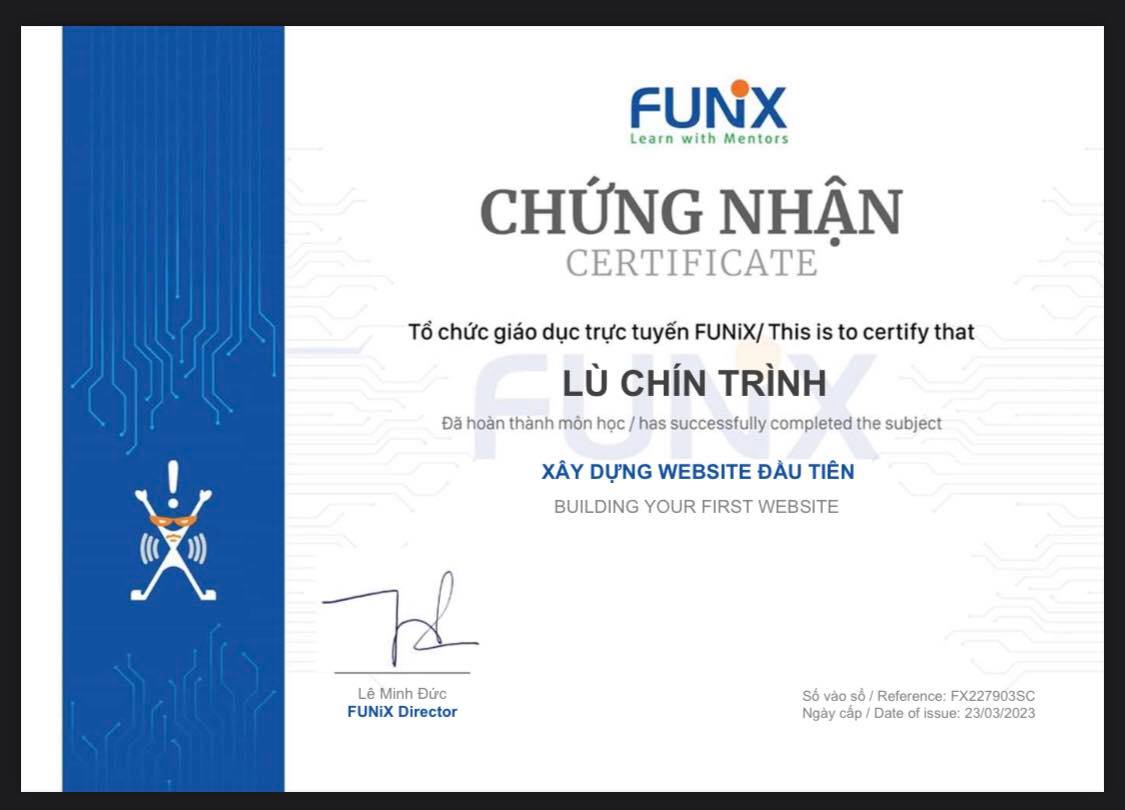 FUNiX
Learn with Mentors
CHỨNG NHẬN
CERTIFICATE
Tổ chức giáo dục trực tuyến FUNiX/ This is to certify that
LÙ CHÍN TRÌNH
Đã hoàn thành môn học / has successfully completed the subject
XÂY DỰNG WEBSITE ĐẦU TIÊN
BUILDING YOUR FIRST WEBSITE
Lê Minh Đức
FUNiX Director
Số vào sổ / Reference: FX227903SC
Ngày cấp / Date of issue: 23/03/2023